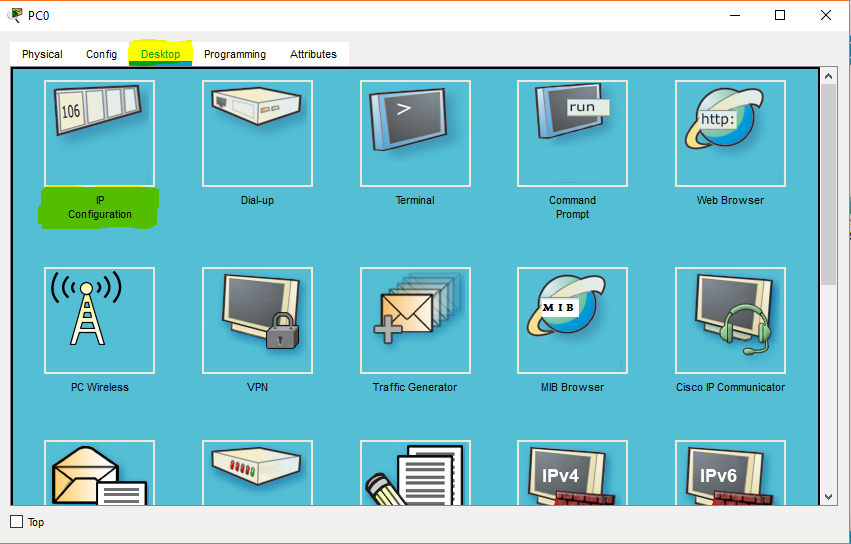 PC0
Physical Config Desktop Programming Attributes
106
>
run
http:
IP
Configuration
Dial-up
Terminal
Command
Prompt
Web Browser
MIB
PC Wireless
VPN
Traffic Generator
MIB Browser
Cisco IP Communicator
IPv4
IPv6
Top